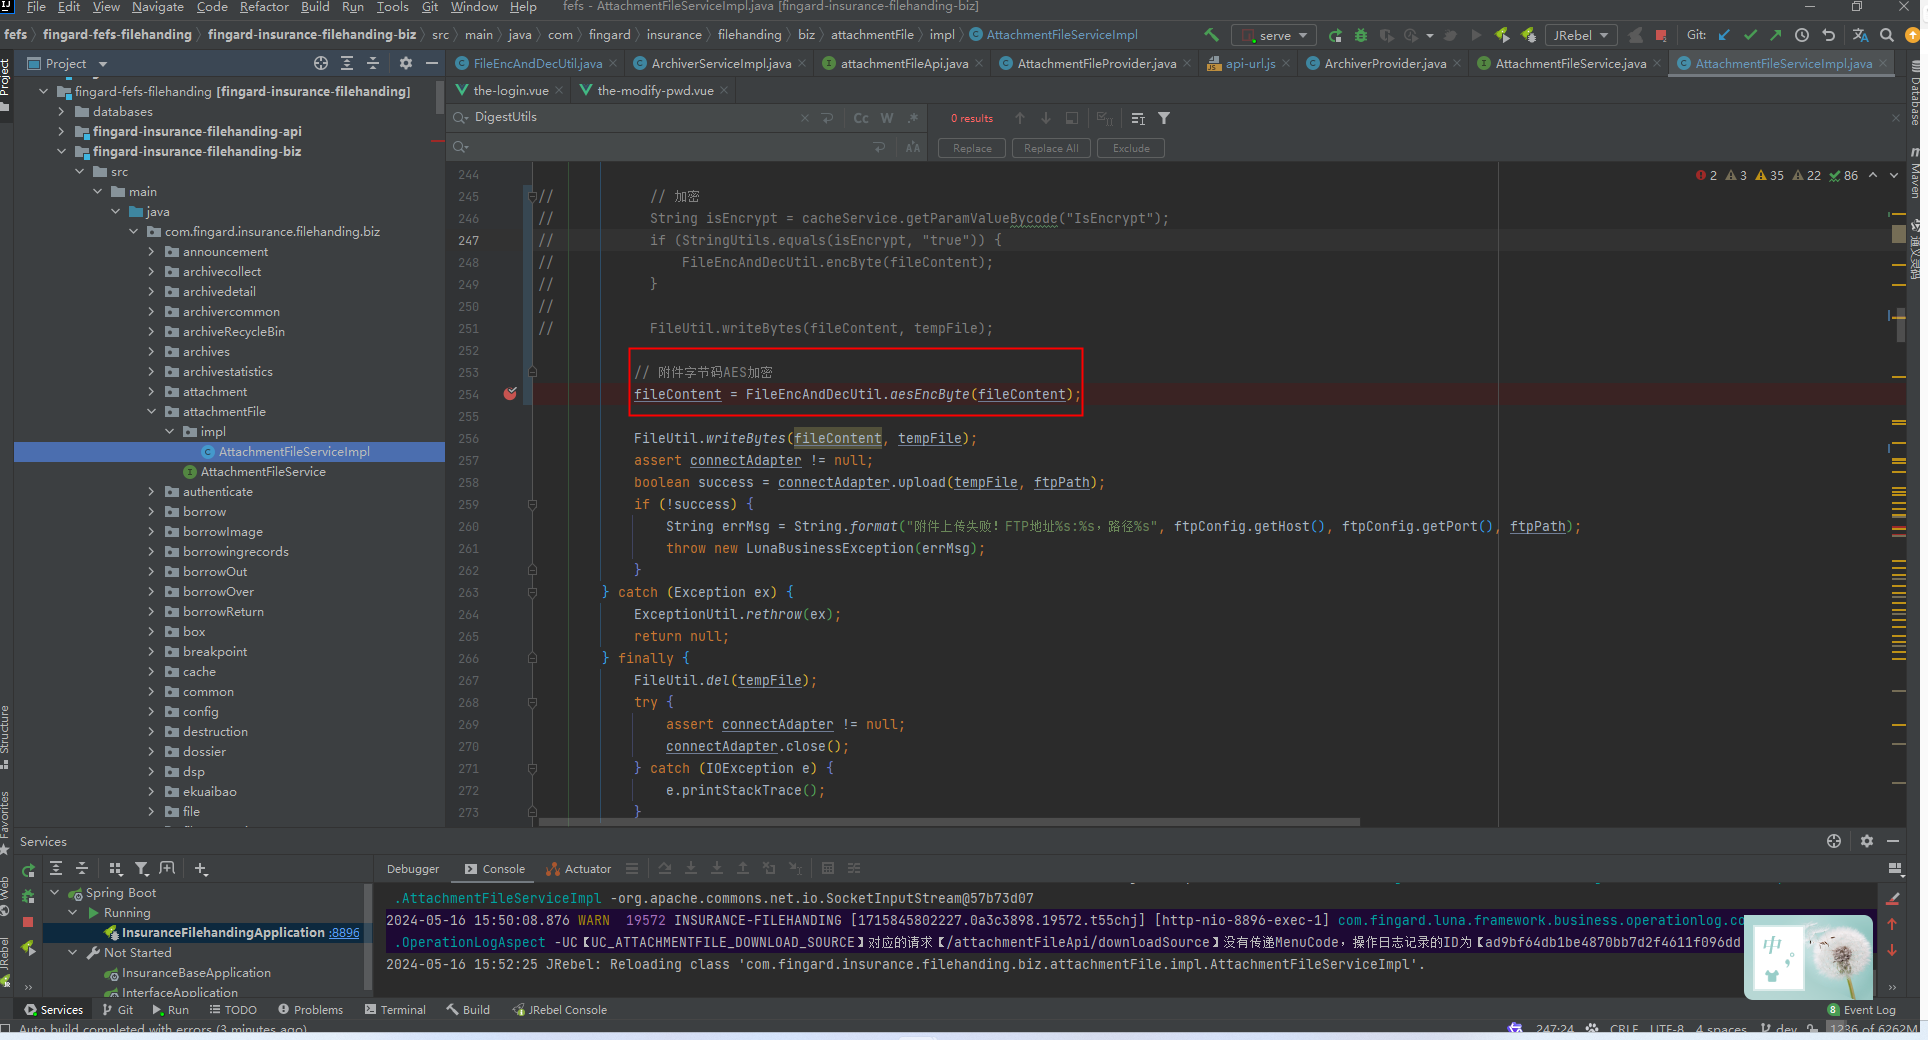 File Edit View Navigate Code Refactor Build Run Tools Git Window Help fefs - AttachmentFileServiceImpl.java [fingard-insurance-filehanding-biz]
fefs fingard-fefs-filehanding fingard-insurance-filehanding-biz src main java com fingard insurance filehanding biz attachmentFile impl AttachmentFileServiceImpl serve JRebel Git:
Project
FileEncAndDecUtil.java ArchiverServiceImpl.java attachmentFileApi.java AttachmentFileProvider.java api-url.js ArchiverProvider.java AttachmentFileService.java AttachmentFileServiceImpl.java
the-login.vue the-modify-pwd.vue
DigestUtils Cc W .* 0 results
Replace Replace All Exclude
2 3 35 22 86
fingard-fefs-filehanding [fingard-insurance-filehanding]
databases
fingard-insurance-filehanding-api
fingard-insurance-filehanding-biz
src
main
java
com.fingard.insurance.filehanding.biz
announcement
archivecollect
archivedetail
archivercommon
archiveRecycleBin
archives
archivestatistics
attachment
attachmentFile
impl
AttachmentFileServiceImpl
AttachmentFileService
authenticate
borrow
borrowImage
borrowingrecords
borrowOut
borrowOver
borrowReturn
box
breakpoint
cache
common
config
destruction
dossier
dsp
ekuaibao
file
244
245 // // 加密
246 // String isEncrypt = cacheService.getParamValueBycode("IsEncrypt");
247 // if (StringUtils.equals(isEncrypt, "true")) {
248 // FileEncAndDecUtil.encByte(fileContent);
249 // }
250 //
251 // FileUtil.writeBytes(fileContent, tempFile);
252
253 // 附件字节码AES加密
254 fileContent = FileEncAndDecUtil.aesEncByte(fileContent);
255
256 FileUtil.writeBytes(fileContent, tempFile);
257 assert connectAdapter != null;
258 boolean success = connectAdapter.upload(tempFile, ftpPath);
259 if (!success) {
260 String errMsg = String.format("附件上传失败！FTP地址%s:%s，路径%s", ftpConfig.getHost(), ftpConfig.getPort(), ftpPath);
261 throw new LunaBusinessException(errMsg);
262 }
263 } catch (Exception ex) {
264 ExceptionUtil.rethrow(ex);
265 return null;
266 } finally {
267 FileUtil.del(tempFile);
268 try {
269 assert connectAdapter != null;
270 connectAdapter.close();
271 } catch (IOException e) {
272 e.printStackTrace();
273 }
Project
Structure
Favorites
Web
JRebel
Database
Maven
通义灵码
Services
Debugger Console Actuator
Spring Boot
Running
InsuranceFilehandingApplication :8896
Not Started
InsuranceBaseApplication
InterfaceApplication
.AttachmentFileServiceImpl -org.apache.commons.net.io.SocketInputStream@57b73d07
2024-05-16 15:50:08.876 WARN 19572 INSURANCE-FILEHANDING [1715845802227.0a3c3898.19572.t55chj] [http-nio-8896-exec-1] com.fingard.luna.framework.business.operationlog.co
.OperationLogAspect -UC【UC_ATTACHMENTFILE_DOWNLOAD_SOURCE】对应的请求【/attachmentFileApi/downloadSource】没有传递MenuCode，操作日志记录的ID为【ad9bf64db1be4870bb7d2f4611f096dd
2024-05-16 15:52:25 JRebel: Reloading class 'com.fingard.insurance.filehanding.biz.attachmentFile.impl.AttachmentFileServiceImpl'.
中
Services Git Run TODO Problems Terminal Build JRebel Console 8 Event Log
Auto build completed with errors (3 minutes ago) 247:24 CRLF UTF-8 4 spaces dev 1236 of 6262M